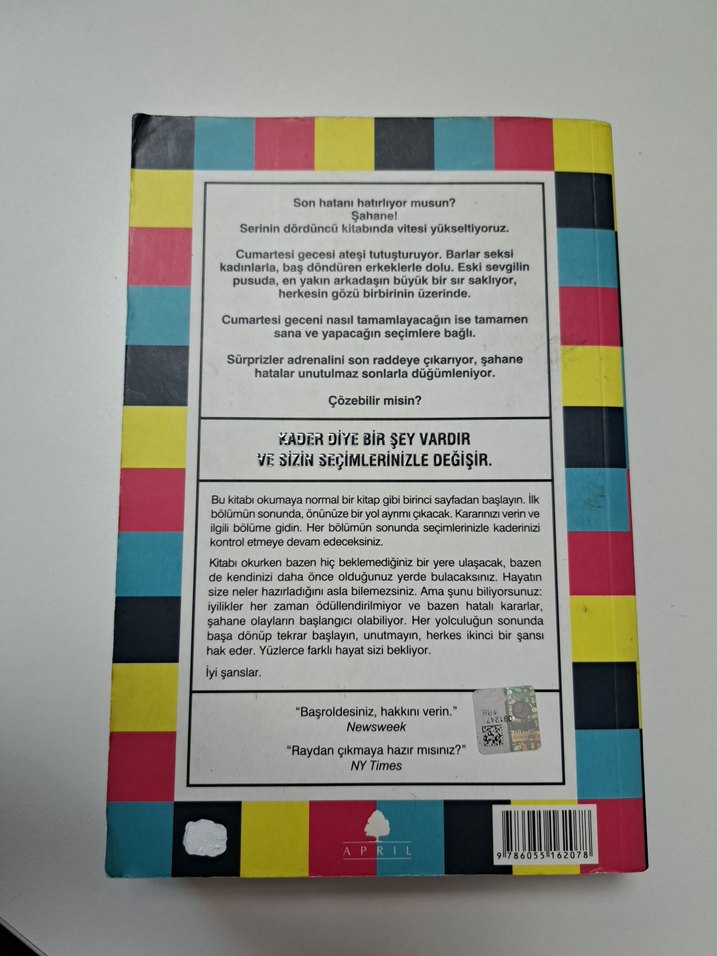 Son hatanı hatırlıyor musun?
Şahane!
Serinin dördüncü kitabında vitesi yükseltiyoruz.
Cumartesi gecesi ateşi tutuşturuyor. Barlar seksi
kadınlarla, baş döndüren erkeklerle dolu. Eski sevgilin
pusuda, en yakın arkadaşın büyük bir sır saklıyor,
herkesin gözü birbirinin üzerinde.
Cumartesi geceni nasıl tamamlayacağın ise tamamen
sana ve yapacağın seçimlere bağlı.
Sürprizler adrenalini son raddeye çıkarıyor, şahane
hatalar unutulmaz sonlarla düğümleniyor.
Çözebilir misin?
KADER DİYE BİR ŞEY VARDIR
VE SİZİN SEÇİMLERİNİZLE DEĞİŞİR.
Bu kitabı okumaya normal bir kitap gibi birinci sayfadan başlayın. İlk
bölümün sonunda, önünüze bir yol ayrımı çıkacak. Kararınızı verin ve
ilgili bölüme gidin. Her bölümün sonunda seçimlerinizle kaderinizi
kontrol etmeye devam edeceksiniz.
Kitabı okurken bazen hiç beklemediğiniz bir yere ulaşacak, bazen
de kendinizi daha önce olduğunuz yerde bulacaksınız. Hayatın
size neler hazırladığını asla bilemezsiniz. Ama şunu biliyorsunuz:
iyilikler her zaman ödüllendirilmiyor ve bazen hatalı kararlar,
şahane olayların başlangıcı olabiliyor. Her yolculuğun sonunda
başa dönüp tekrar başlayın, unutmayın, herkes ikinci bir şansı
hak eder. Yüzlerce farklı hayat sizi bekliyor.
İyi şanslar.
“Başroldesiniz, hakkını verin.”
Newsweek
“Raydan çıkmaya hazır mısınız?”
NY Times
APRIL
9 786055 162078